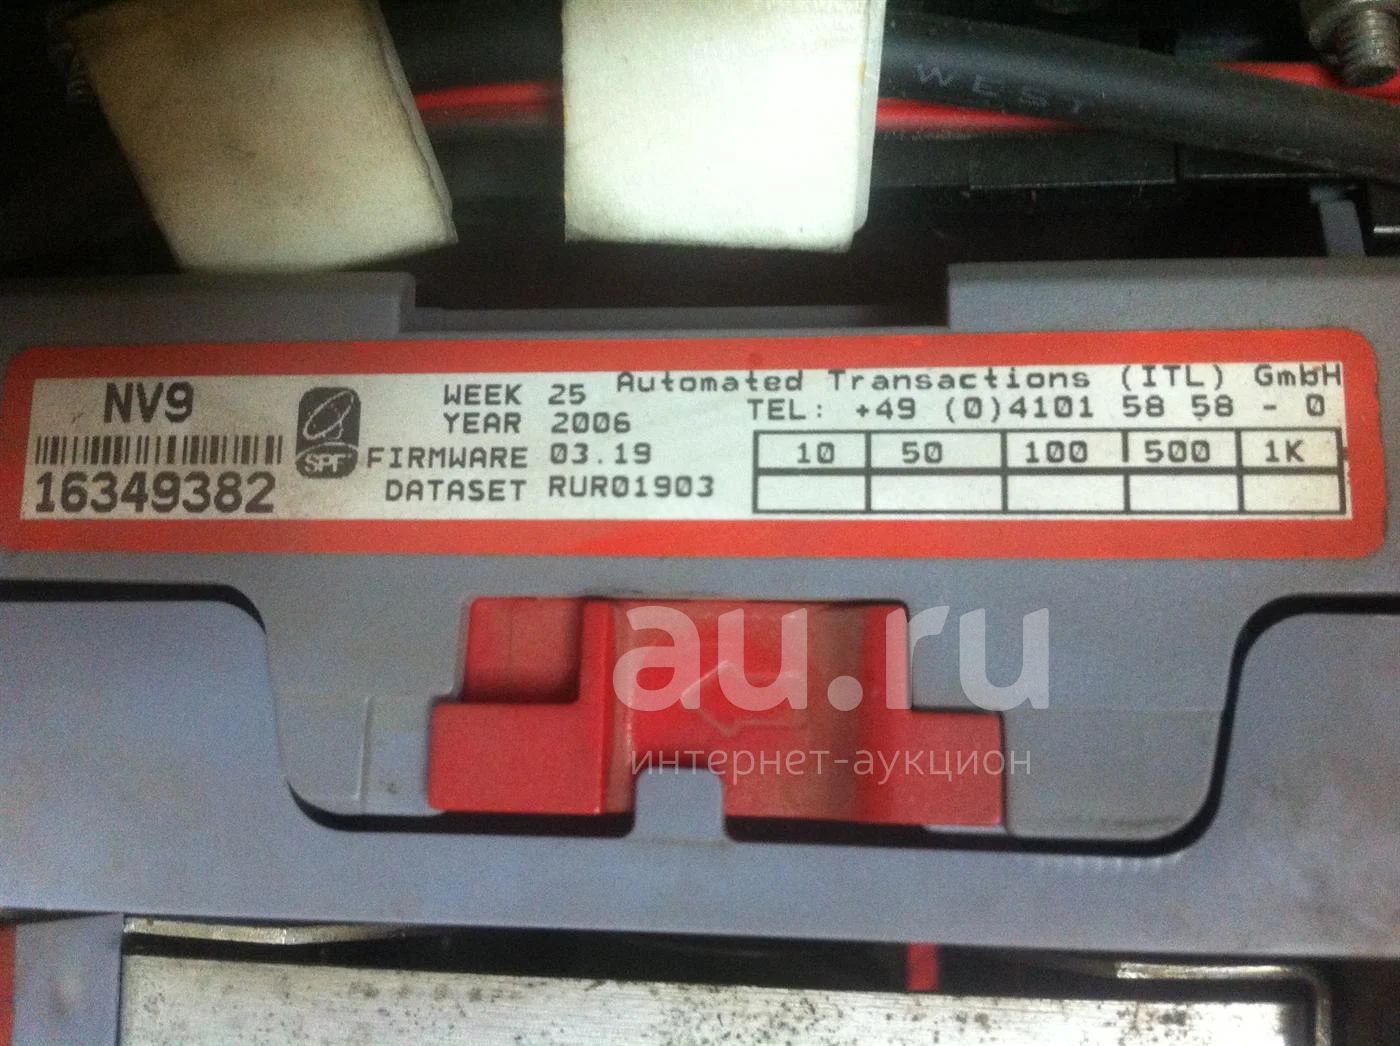 WEST
NV9
16349382
SPF
WEEK 25
YEAR 2006
FIRMWARE 03.19
DATASET RUR01903
Automated Transactions (ITL) GmbH
TEL: +49 (0)4101 58 58 - 0
10 50 100 500 1K
au.ru
интернет-аукцион